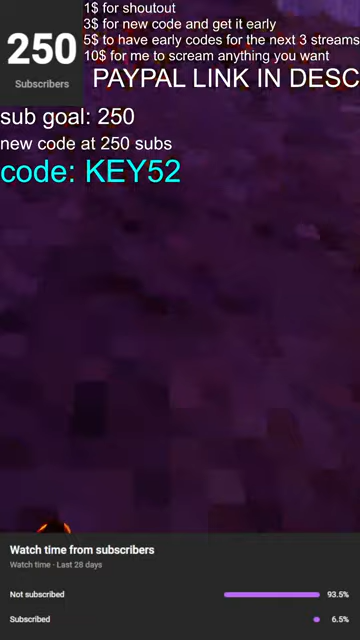 250
Subscribers
1$ for shoutout
3$ for new code and get it early
5$ to have early codes for the next 3 streams
10$ for me to scream anything you want
PAYPAL LINK IN DESC
sub goal: 250
new code at 250 subs
code: KEY52
Watch time from subscribers
Watch time · Last 28 days
Not subscribed 93.5%
Subscribed 6.5%